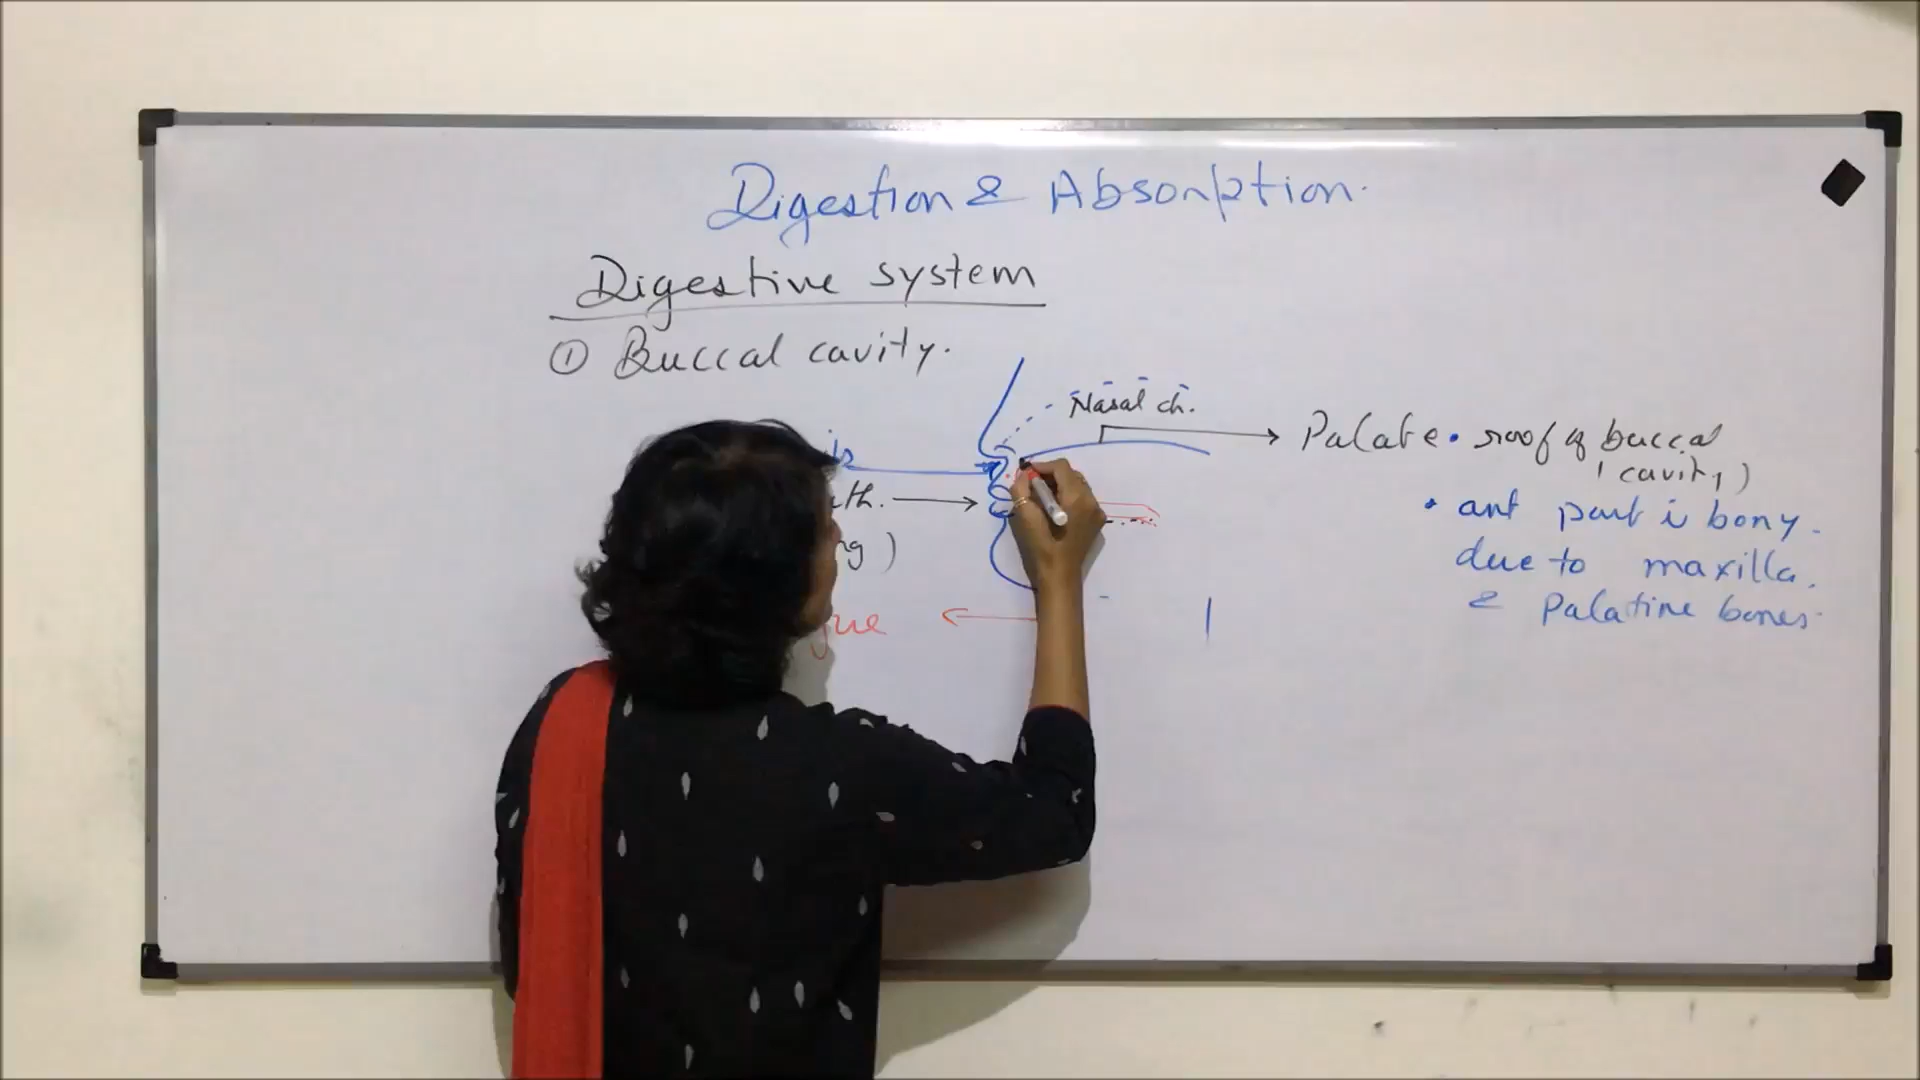 Digestion & Absorption.
Digestive system
① Buccal cavity.
Nasal ch.
Palate • roof of buccal
(cavity)
• ant part is bony.
due to maxilla.
& Palatine bones.